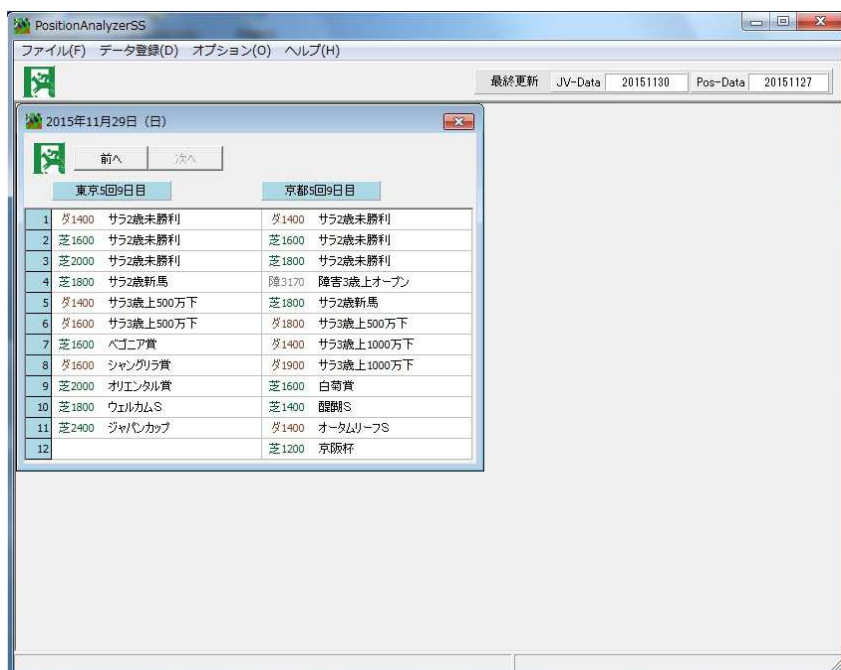 PositionAnalyzerSS
ファイル(F) データ登録(D) オプション(O) ヘルプ(H)
最終更新 JV-Data 20151130 Pos-Data 20151127
2015年11月29日（日）
前へ 次へ
東京5回9日目 京都5回9日目
1 ダ1400 サラ2歳未勝利 ダ1400 サラ2歳未勝利
2 芝1600 サラ2歳未勝利 芝1600 サラ2歳未勝利
3 芝2000 サラ2歳未勝利 芝1800 サラ2歳未勝利
4 芝1800 サラ2歳新馬 障3170 障害3歳上オープン
5 ダ1400 サラ3歳上500万下 芝1800 サラ2歳新馬
6 ダ1600 サラ3歳上500万下 ダ1800 サラ3歳上500万下
7 芝1600 ベゴニア賞 ダ1400 サラ3歳上1000万下
8 ダ1600 シャングリラ賞 ダ1900 サラ3歳上1000万下
9 芝2000 オリエンタル賞 芝1600 白菊賞
10 芝1800 ウェルカムS 芝1400 醍醐S
11 芝2400 ジャパンカップ ダ1400 オータムリーフS
12 芝1200 京阪杯